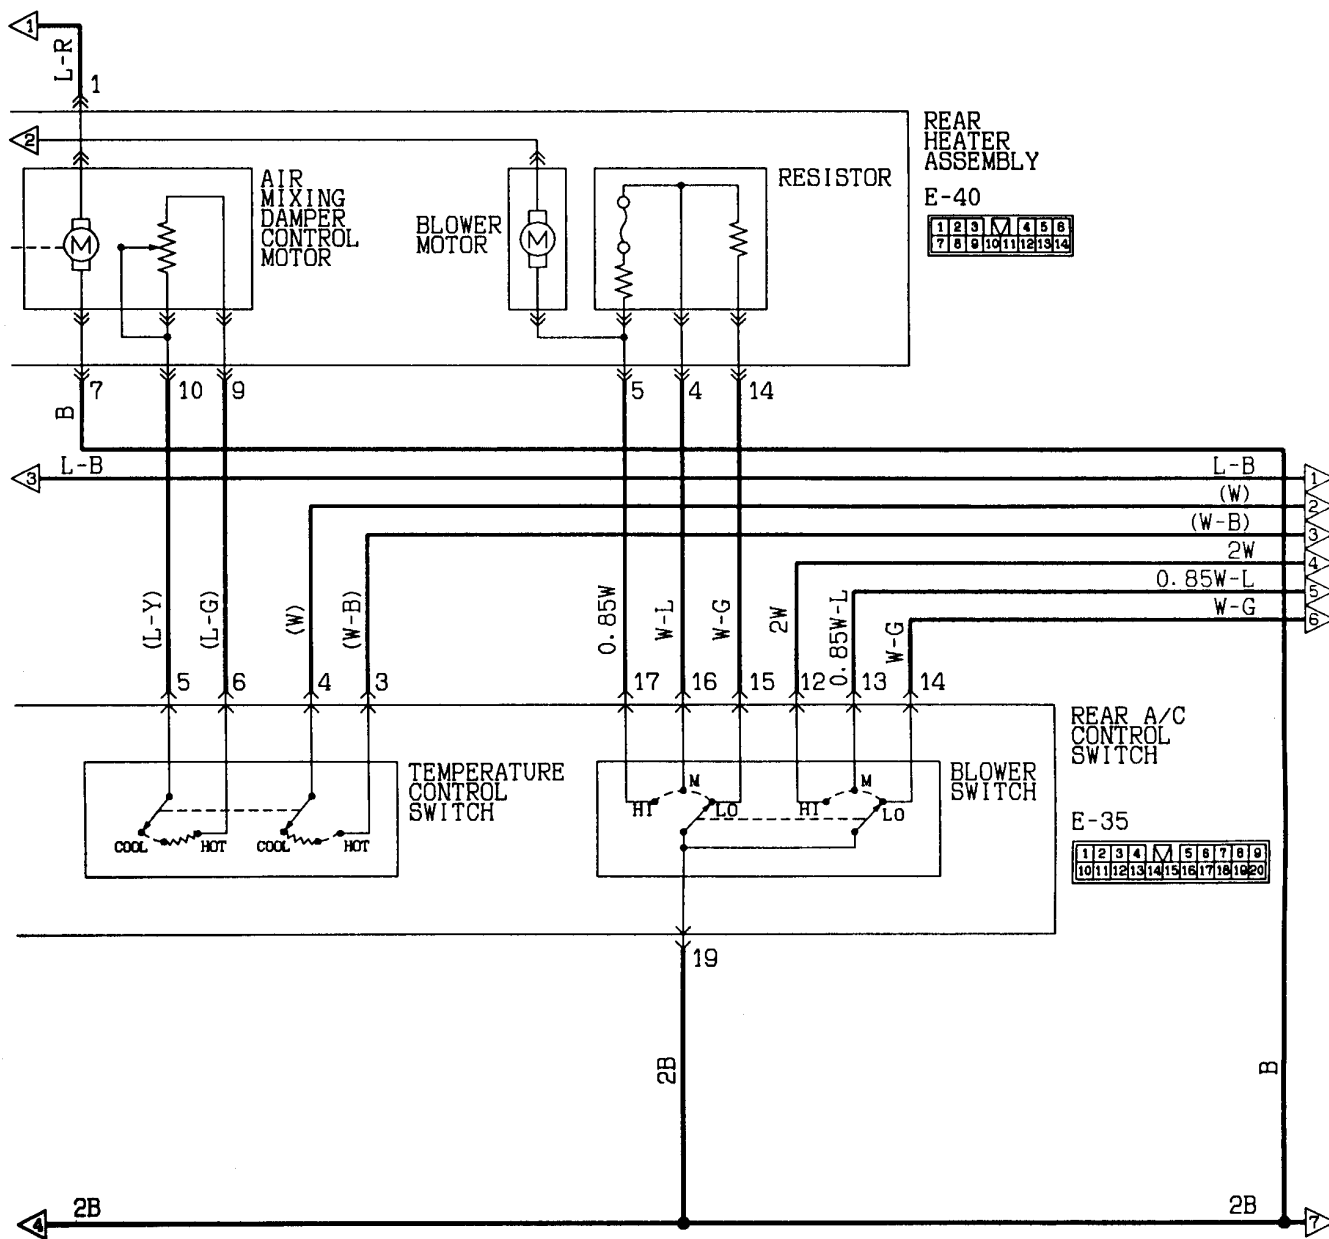 1
L-R
1
2
AIR
MIXING
DAMPER
CONTROL
MOTOR
M
BLOWER
MOTOR
M
RESISTOR
REAR
HEATER
ASSEMBLY
E-40
1 2 3 4 5 6
7 8 9 10 11 12 13 14
7 10 9 5 4 14
B
3 L-B L-B 1
(W) 2
(W-B) 3
2W 4
0.85W-L 5
W-G 6
(L-Y) (L-G) (W) (W-B) 0.85W W-L W-G 2W 0.85W-L W-G
5 6 4 3 17 16 15 12 13 14
REAR A/C
CONTROL
SWITCH
TEMPERATURE
CONTROL
SWITCH
COOL HOT COOL HOT
BLOWER
SWITCH
HI M LO HI M LO
E-35
1 2 3 4 5 6 7 8 9
10 11 12 13 14 15 16 17 18 19 20
19
2B
B
4 2B 2B 7